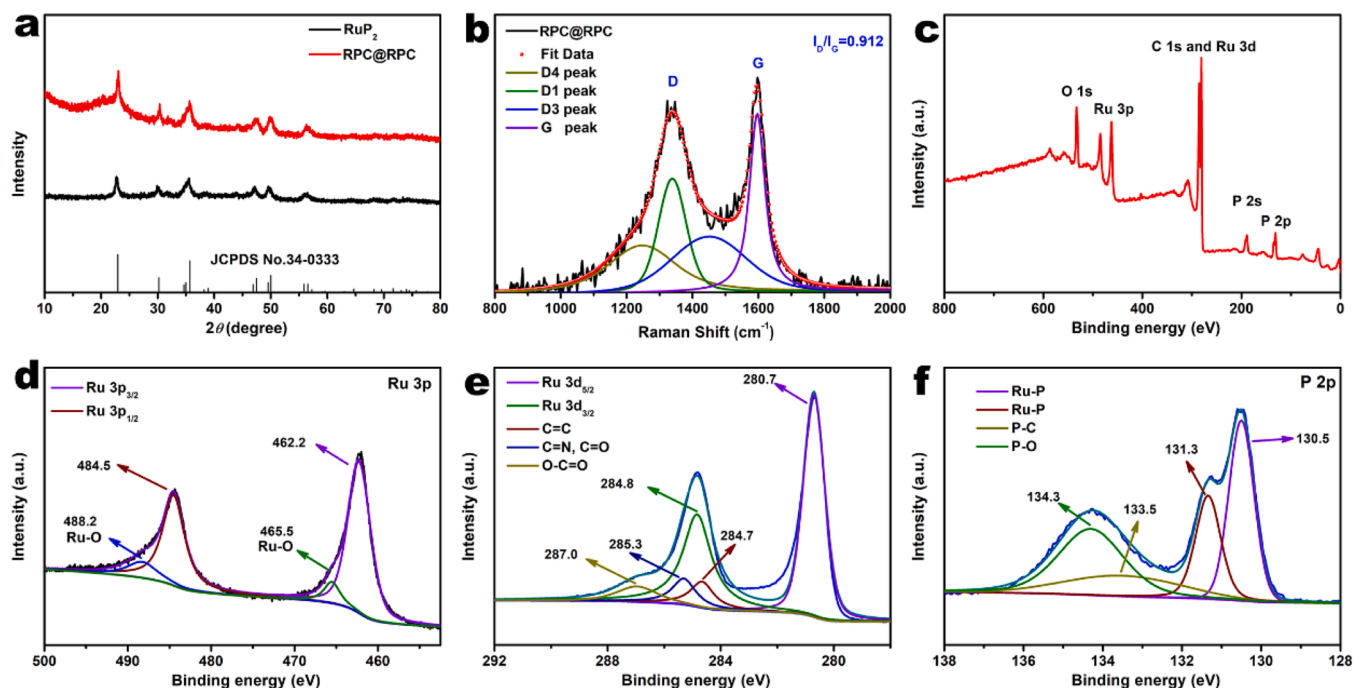 a
RuP2
RPC@RPC
Intensity
JCPDS No.34-0333
10 20 30 40 50 60 70 80
2θ (degree)
b
RPC@RPC
Fit Data
D4 peak
D1 peak
D3 peak
G peak
ID/IG=0.912
D
G
Intensity
800 1000 1200 1400 1600 1800 2000
Raman Shift (cm-1)
c
C 1s and Ru 3d
O 1s
Ru 3p
P 2s
P 2p
Intensity (a.u.)
800 600 400 200 0
Binding energy (eV)
d
Ru 3p
Ru 3p3/2
Ru 3p1/2
462.2
484.5
488.2
Ru-O
465.5
Ru-O
Intensity (a.u.)
500 490 480 470 460
Binding energy (eV)
e
Ru 3d5/2
Ru 3d3/2
C=C
C=N, C=O
O-C=O
280.7
284.8
287.0
285.3
284.7
Intensity (a.u.)
292 288 284 280
Binding energy (eV)
f
P 2p
Ru-P
Ru-P
P-C
P-O
130.5
131.3
134.3
133.5
Intensity (a.u.)
138 136 134 132 130 128
Binding energy (eV)